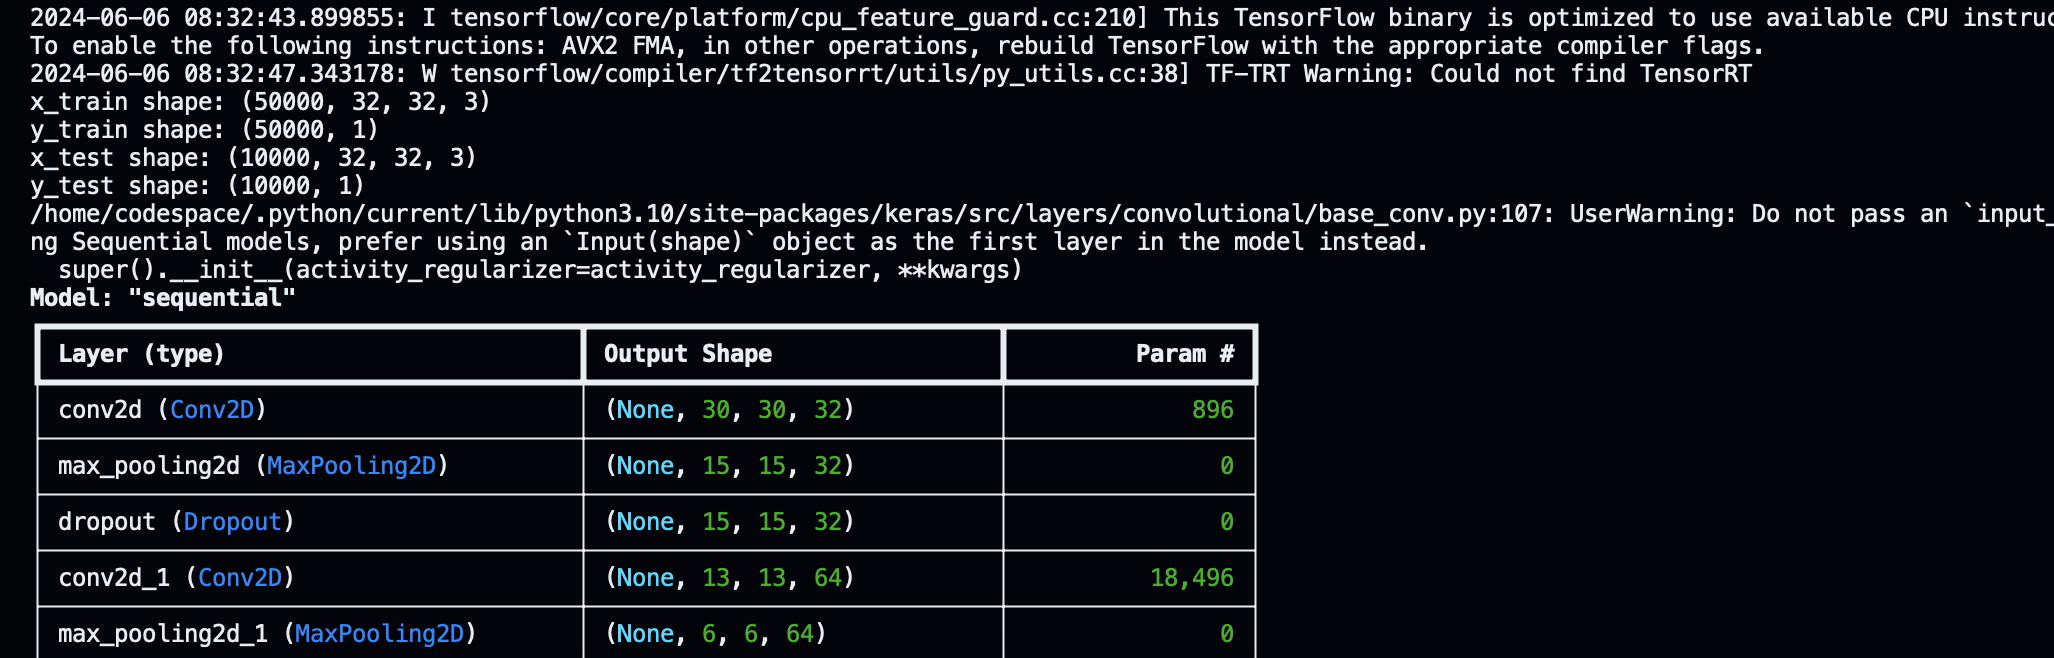 2024-06-06 08:32:43.899855: I tensorflow/core/platform/cpu_feature_guard.cc:210] This TensorFlow binary is optimized to use available CPU instruc
To enable the following instructions: AVX2 FMA, in other operations, rebuild TensorFlow with the appropriate compiler flags.
2024-06-06 08:32:47.343178: W tensorflow/compiler/tf2tensorrt/utils/py_utils.cc:38] TF-TRT Warning: Could not find TensorRT
x_train shape: (50000, 32, 32, 3)
y_train shape: (50000, 1)
x_test shape: (10000, 32, 32, 3)
y_test shape: (10000, 1)
/home/codespace/.python/current/lib/python3.10/site-packages/keras/src/layers/convolutional/base_conv.py:107: UserWarning: Do not pass an `input_
ng Sequential models, prefer using an `Input(shape)` object as the first layer in the model instead.
  super().__init__(activity_regularizer=activity_regularizer, **kwargs)
Model: "sequential"
Layer (type) Output Shape Param #
conv2d (Conv2D) (None, 30, 30, 32) 896
max_pooling2d (MaxPooling2D) (None, 15, 15, 32) 0
dropout (Dropout) (None, 15, 15, 32) 0
conv2d_1 (Conv2D) (None, 13, 13, 64) 18,496
max_pooling2d_1 (MaxPooling2D) (None, 6, 6, 64) 0